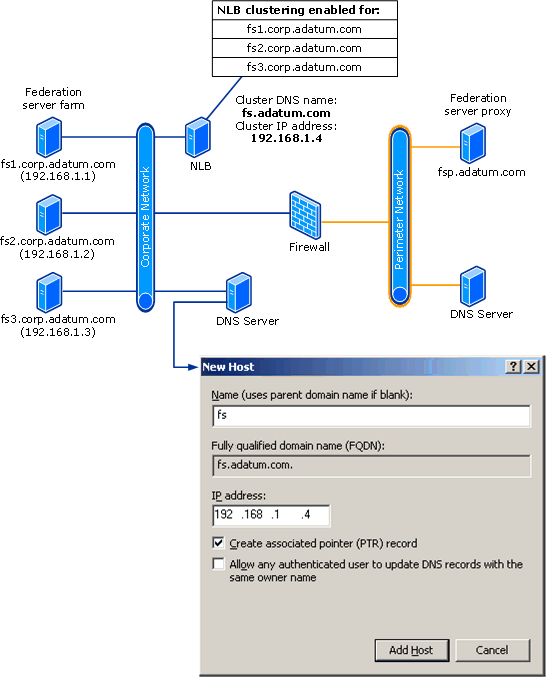 NLB clustering enabled for:
fs1.corp.adatum.com
fs2.corp.adatum.com
fs3.corp.adatum.com
Federation
server farm
Cluster DNS name:
fs.adatum.com
Cluster IP address:
192.168.1.4
Federation
server proxy
fs1.corp.adatum.com
(192.168.1.1)
NLB
fsp.adatum.com
Corporate Network
Perimeter Network
fs2.corp.adatum.com
(192.168.1.2)
Firewall
fs3.corp.adatum.com
(192.168.1.3)
DNS Server
DNS Server
New Host
Name (uses parent domain name if blank):
fs
Fully qualified domain name (FQDN):
fs.adatum.com.
IP address:
192 .168 .1 .4
Create associated pointer (PTR) record
Allow any authenticated user to update DNS records with the
same owner name
Add Host
Cancel